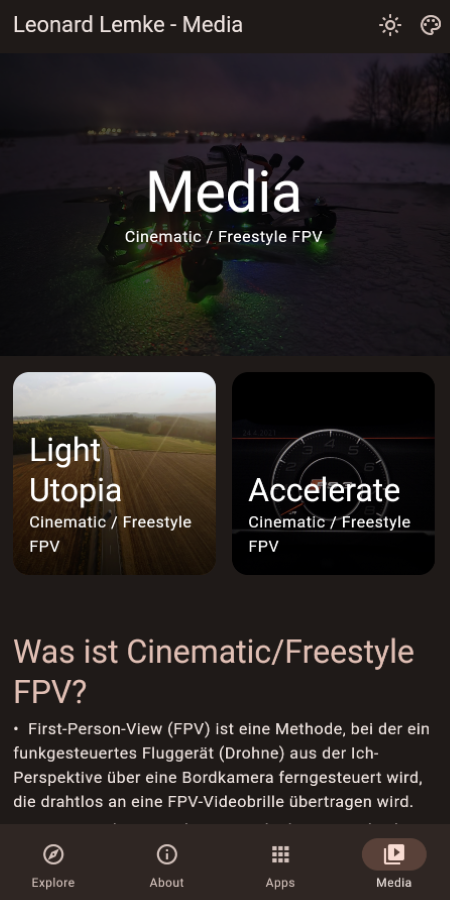 Leonard Lemke - Media
Media
Cinematic / Freestyle FPV
Light
Utopia
Cinematic / Freestyle
FPV
Accelerate
Cinematic / Freestyle
FPV
Was ist Cinematic/Freestyle
FPV?
• First-Person-View (FPV) ist eine Methode, bei der ein
funkgesteuertes Fluggerät (Drohne) aus der Ich-
Perspektive über eine Bordkamera ferngesteuert wird,
die drahtlos an eine FPV-Videobrille übertragen wird.
Explore
About
Apps
Media